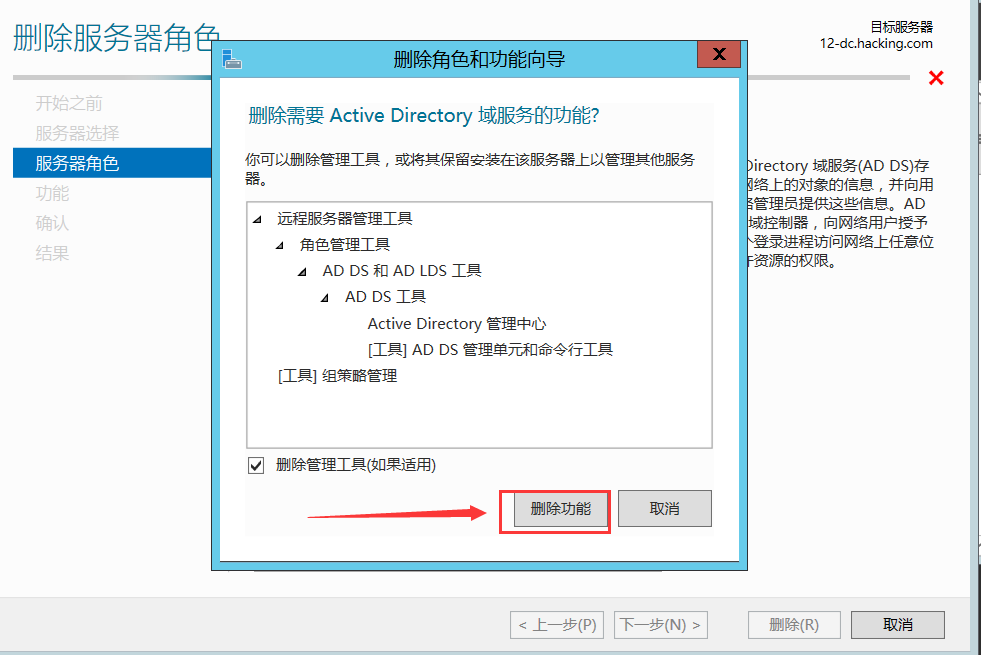 删除服务器角色
目标服务器
12-dc.hacking.com
开始之前
服务器选择
服务器角色
功能
确认
结果
删除角色和功能向导
X
删除需要 Active Directory 域服务的功能?
你可以删除管理工具，或将其保留安装在该服务器上以管理其他服务
器。
远程服务器管理工具
角色管理工具
AD DS 和 AD LDS 工具
AD DS 工具
Active Directory 管理中心
[工具] AD DS 管理单元和命令行工具
[工具] 组策略管理
删除管理工具(如果适用)
删除功能
取消
Directory 域服务(AD DS)存
网络上的对象的信息，并向用
管理员提供这些信息。AD
域控制器，向网络用户授予
登录进程访问网络上任意位
许资源的权限。
< 上一步(P)
下一步(N) >
删除(R)
取消